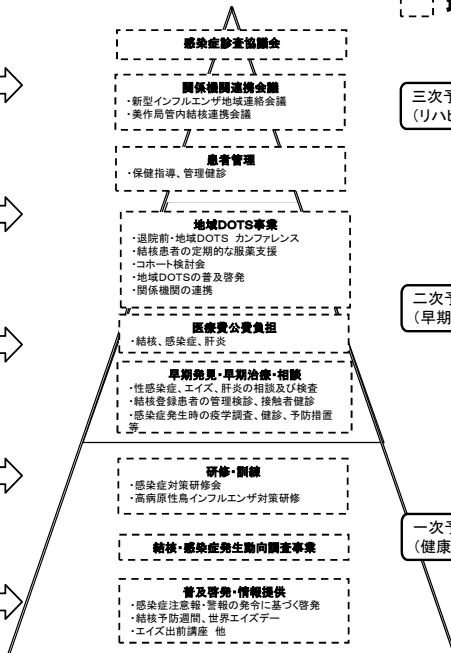 感染症診査協議会
関係機関連携会議
・新型インフルエンザ地域連絡会議
・美作局管内結核連携会議
三次予
(リハビ
患者管理
・保健指導、管理健診
地域DOTS事業
・退院前・地域DOTS カンファレンス
・結核患者の定期的な服薬支援
・コホート検討会
・地域DOTSの普及啓発
・関係機関の連携
二次予
(早期
医療費公費負担
・結核、感染症、肝炎
早期発見・早期治療・相談
・性感染症、エイズ、肝炎の相談及び検査
・結核登録患者の管理検診、接触者健診
・感染症発生時の疫学調査、健診、予防措置
等
研修・訓練
・感染症対策研修会
・高病原性鳥インフルエンザ対策研修
一次予
(健康
結核・感染症発生動向調査事業
普及啓発・情報提供
・感染症注意報・警報の発令に基づく啓発
・結核予防週間、世界エイズデー
・エイズ出前講座 他